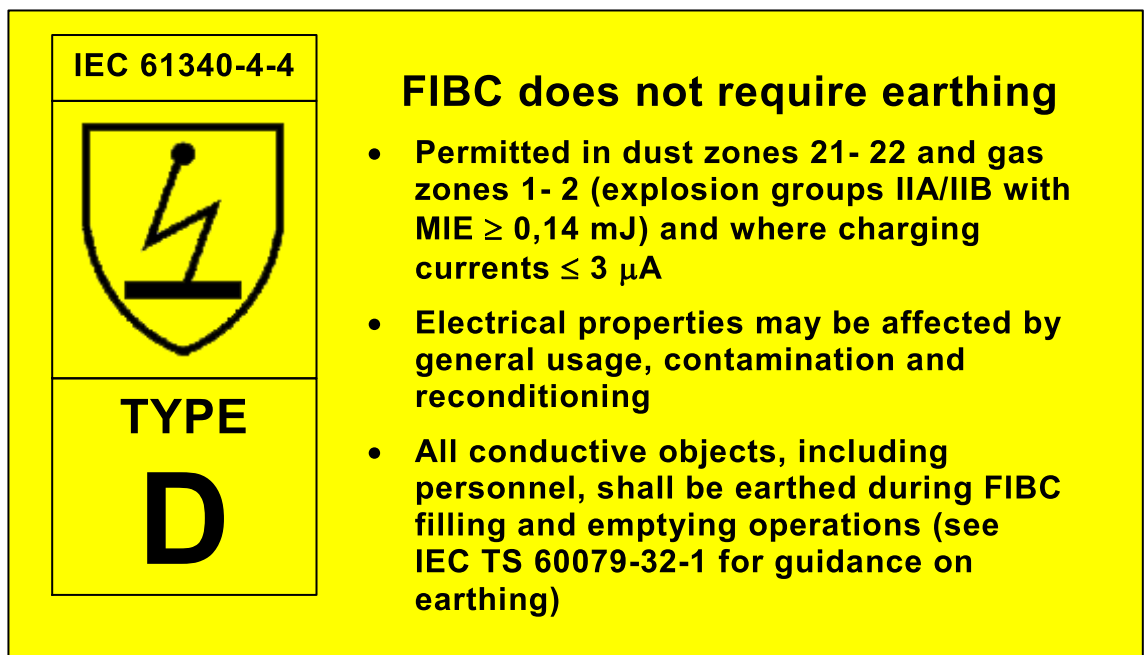 IEC 61340-4-4
TYPE
D
FIBC does not require earthing
• Permitted in dust zones 21- 22 and gas
zones 1- 2 (explosion groups IIA/IIB with
MIE ≥ 0,14 mJ) and where charging
currents ≤ 3 μA
• Electrical properties may be affected by
general usage, contamination and
reconditioning
• All conductive objects, including
personnel, shall be earthed during FIBC
filling and emptying operations (see
IEC TS 60079-32-1 for guidance on
earthing)